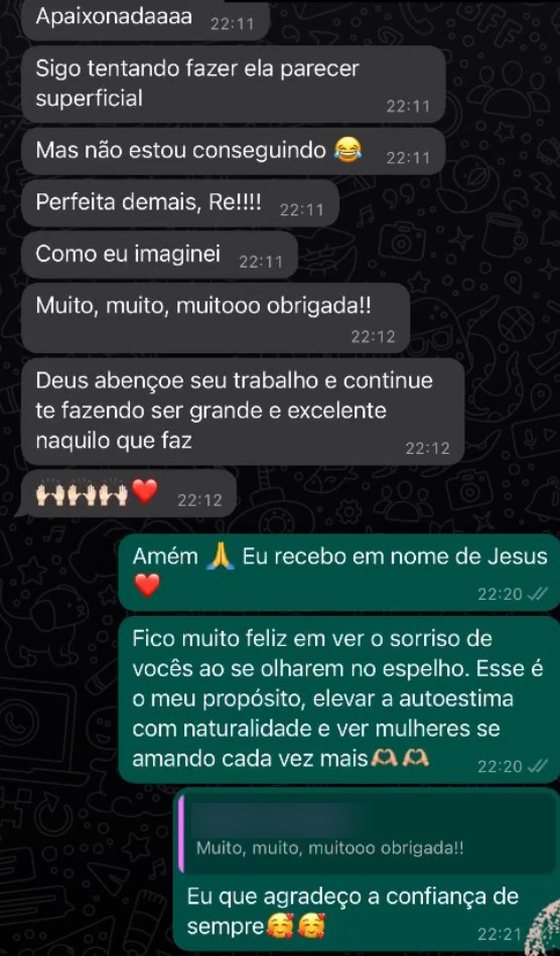 Apaixonadaaaa 22:11
Sigo tentando fazer ela parecer
superficial 22:11
Mas não estou conseguindo 😂 22:11
Perfeita demais, Re!!!! 22:11
Como eu imaginei 22:11
Muito, muito, muitooo obrigada!!
22:12
Deus abençoe seu trabalho e continue
te fazendo ser grande e excelente
naquilo que faz 22:12
🙌🏻🙌🏻🙌🏻❤️ 22:12
Amém 🙏 Eu recebo em nome de Jesus
❤️ 22:20
Fico muito feliz em ver o sorriso de
vocês ao se olharem no espelho. Esse é
o meu propósito, elevar a autoestima
com naturalidade e ver mulheres se
amando cada vez mais🫶🏼🫶🏼 22:20
Muito, muito, muitooo obrigada!!
Eu que agradeço a confiança de
sempre🥰🥰 22:21